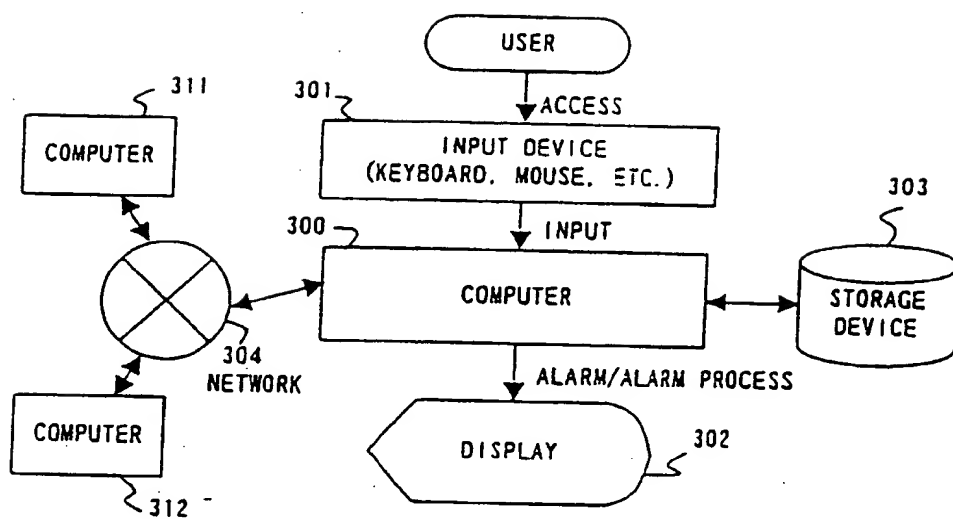 USER
ACCESS
301
INPUT DEVICE
(KEYBOARD, MOUSE, ETC.)
INPUT
311
COMPUTER
300
COMPUTER
303
STORAGE
DEVICE
304
NETWORK
COMPUTER
312
ALARM/ALARM PROCESS
DISPLAY
302